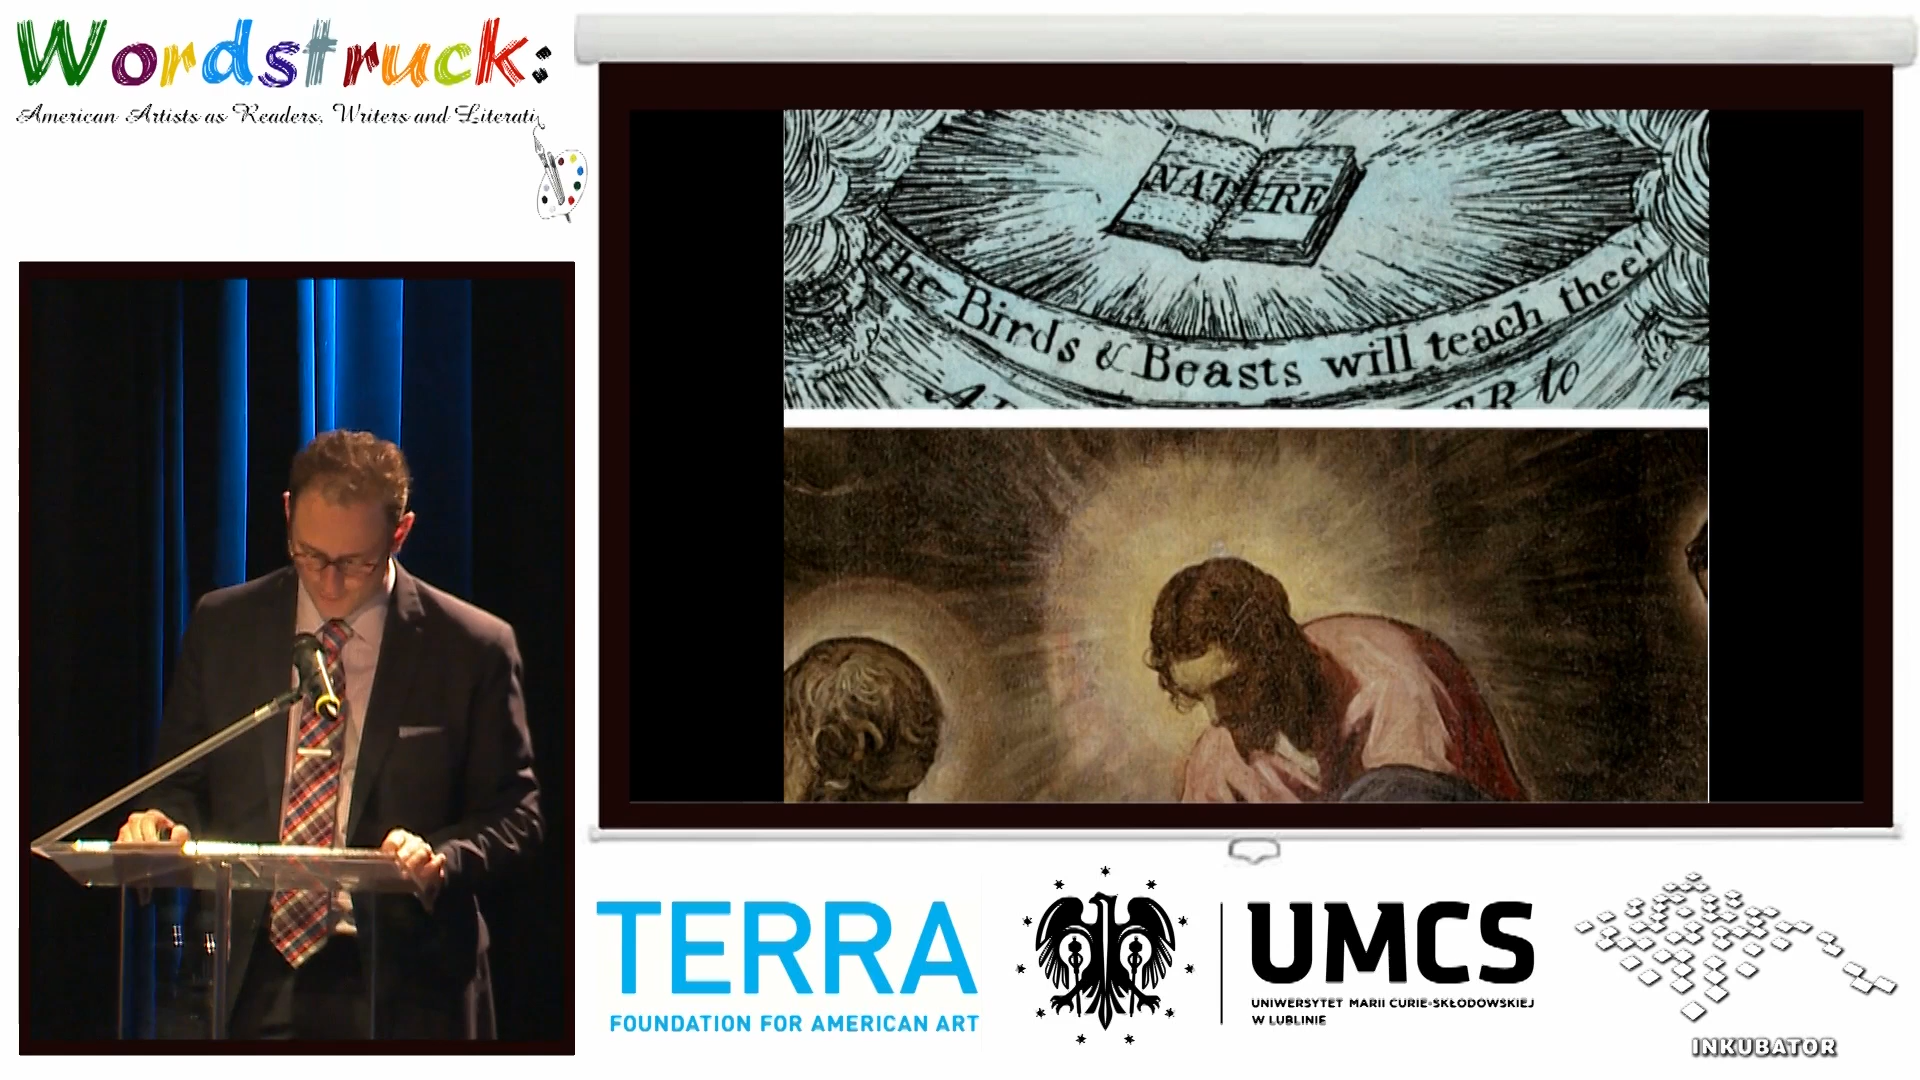 Wordstruck:
American Artists as Readers, Writers and Literati
NATURE
The Birds & Beasts will teach thee!
to
TERRA
FOUNDATION FOR AMERICAN ART
UMCS
UNIWERSYTET MARII CURIE-SKŁODOWSKIEJ
W LUBLINIE
INKUBATOR